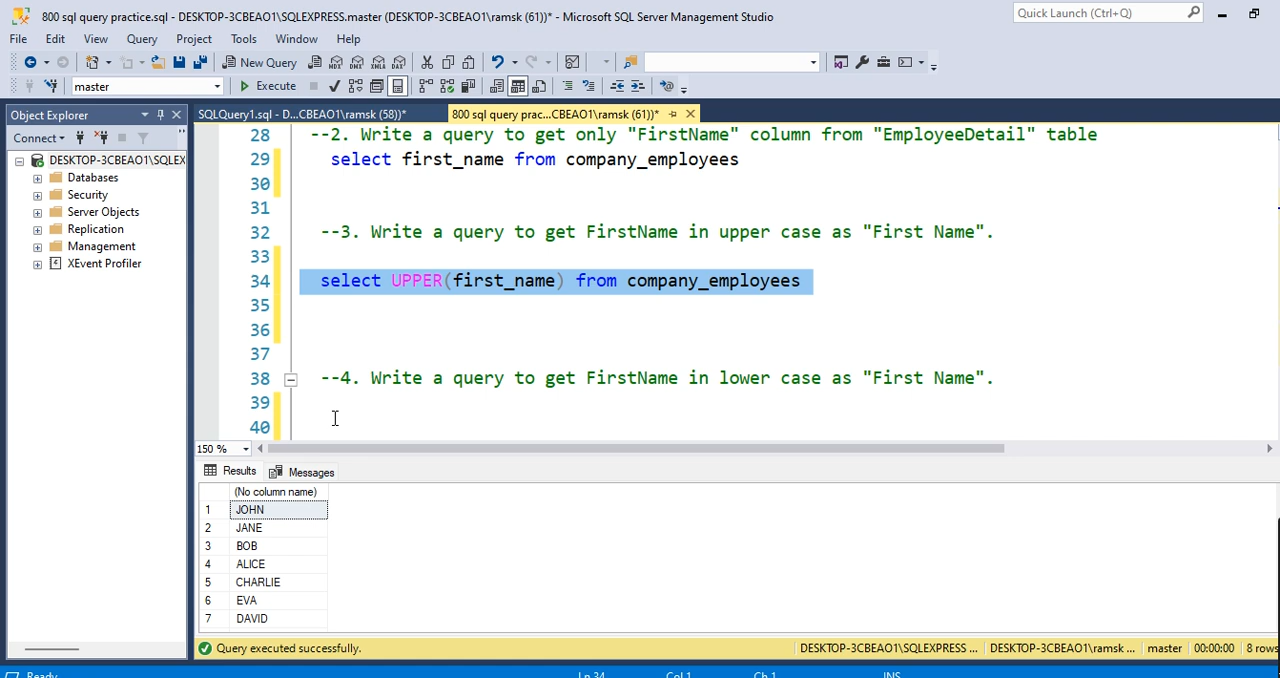 800 sql query practice.sql - DESKTOP-3CBEAO1\SQLEXPRESS.master (DESKTOP-3CBEAO1\ramsk (61))* - Microsoft SQL Server Management Studio
Quick Launch (Ctrl+Q)
File Edit View Query Project Tools Window Help
New Query
master Execute
Object Explorer
SQLQuery1.sql - D...CBEAO1\ramsk (58))*
800 sql query prac...CBEAO1\ramsk (61))*
Connect
DESKTOP-3CBEAO1\SQLEX
Databases
Security
Server Objects
Replication
Management
XEvent Profiler
28 --2. Write a query to get only "FirstName" column from "EmployeeDetail" table
29 select first_name from company_employees
30
31
32 --3. Write a query to get FirstName in upper case as "First Name".
33
34 select UPPER(first_name) from company_employees
35
36
37
38 --4. Write a query to get FirstName in lower case as "First Name".
39
40
150 %
Results Messages
(No column name)
1 JOHN
2 JANE
3 BOB
4 ALICE
5 CHARLIE
6 EVA
7 DAVID
Query executed successfully.
DESKTOP-3CBEAO1\SQLEXPRESS ... DESKTOP-3CBEAO1\ramsk ... master 00:00:00 8 rows
Ready Ln 34 Col 1 Ch 1 INS